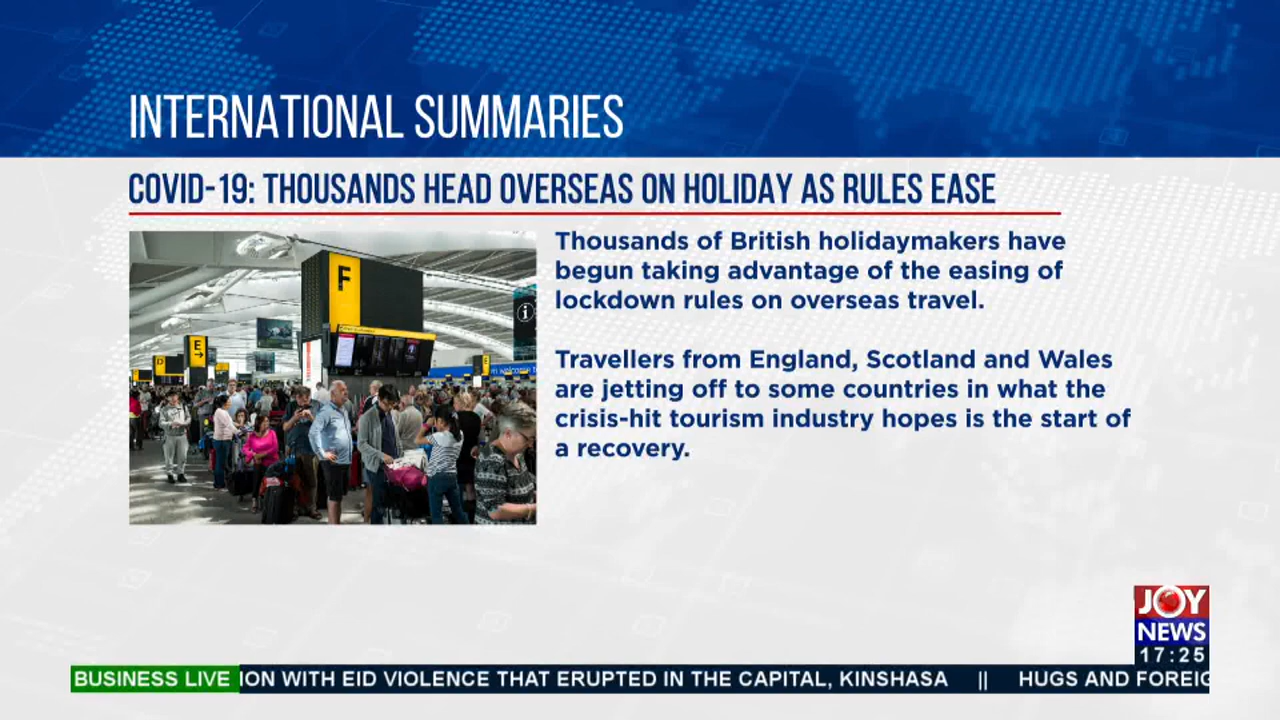 INTERNATIONAL SUMMARIES
COVID-19: THOUSANDS HEAD OVERSEAS ON HOLIDAY AS RULES EASE
Thousands of British holidaymakers have
begun taking advantage of the easing of
lockdown rules on overseas travel.
Travellers from England, Scotland and Wales
are jetting off to some countries in what the
crisis-hit tourism industry hopes is the start of
a recovery.
F
E
D
i
JOY
NEWS
17:25
BUSINESS LIVE
ION WITH EID VIOLENCE THAT ERUPTED IN THE CAPITAL, KINSHASA || HUGS AND FOREIG